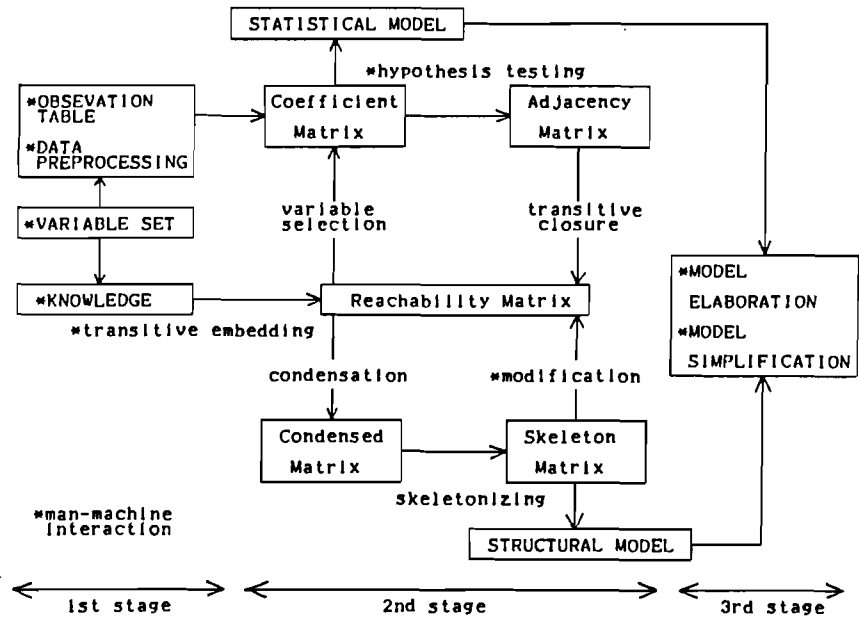 STATISTICAL MODEL
*hypothesis testing
*OBSEVATION
TABLE
*DATA
PREPROCESSING
Coefficient
Matrix
Adjacency
Matrix
*VARIABLE SET
variable
selection
transitive
closure
*KNOWLEDGE
*transitive embedding
Reachability Matrix
*MODEL
ELABORATION
*MODEL
SIMPLIFICATION
condensation
*modification
Condensed
Matrix
Skeleton
Matrix
skeletonizing
*man-machine
interaction
STRUCTURAL MODEL
1st stage
2nd stage
3rd stage